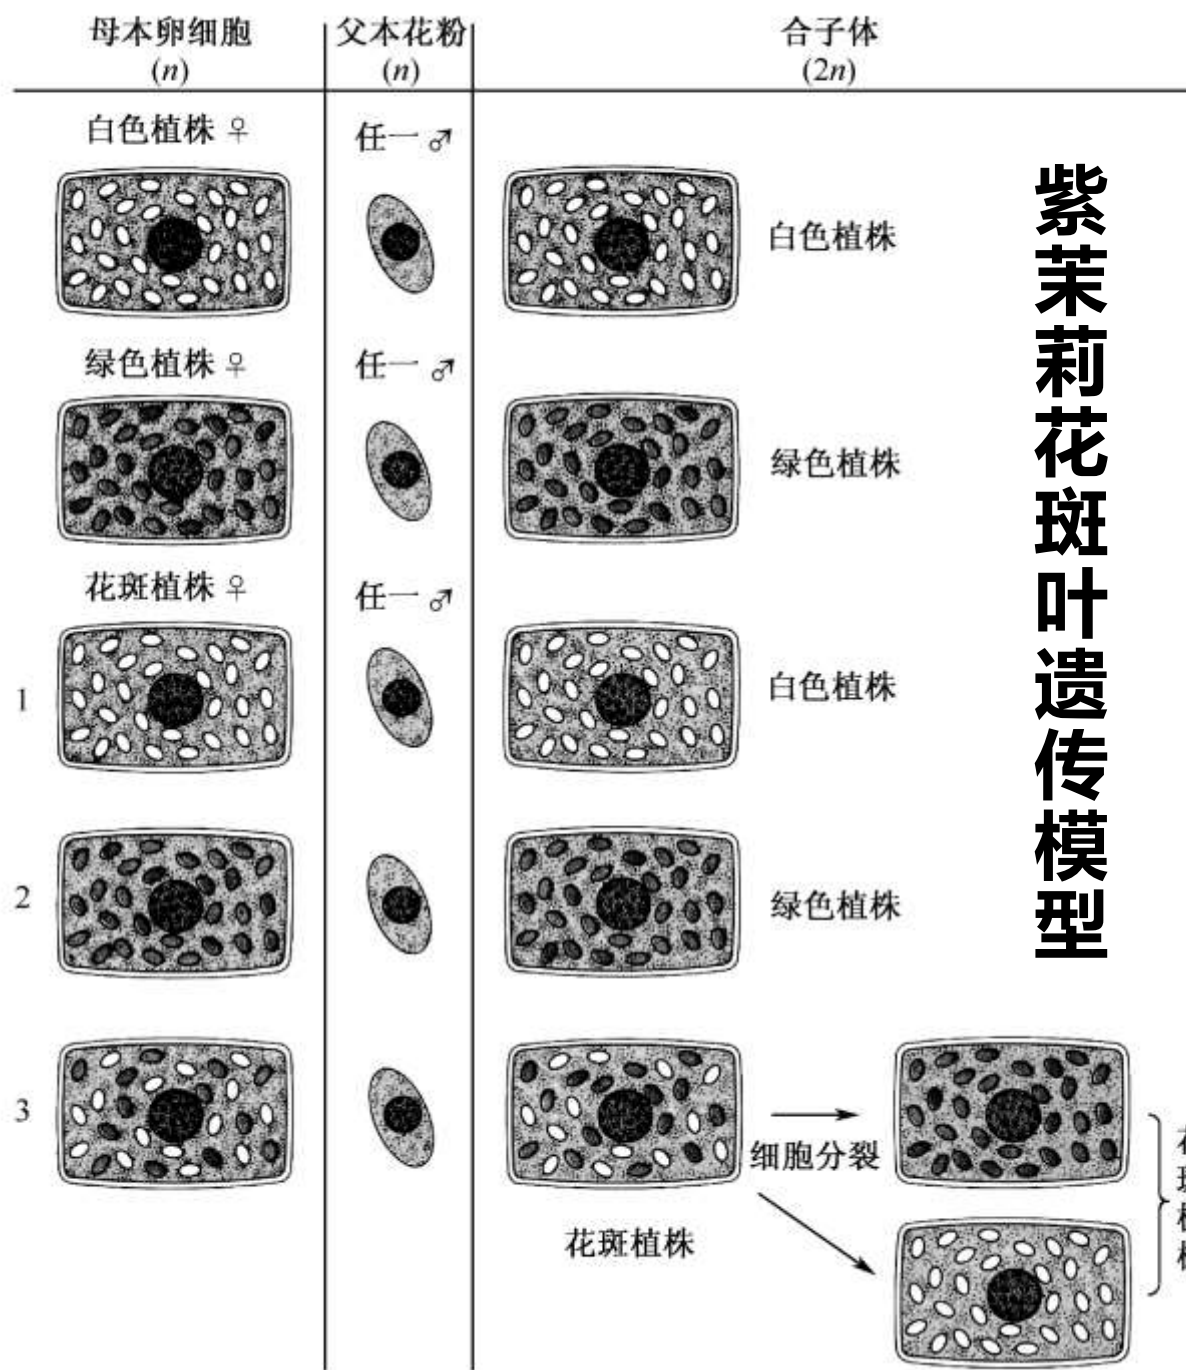 母本卵细胞
(n)
父本花粉
(n)
合子体
(2n)
白色植株 ♀
任一 ♂
白色植株
绿色植株 ♀
任一 ♂
绿色植株
花斑植株 ♀
任一 ♂
1
白色植株
2
绿色植株
3
细胞分裂
花斑植株
紫茉莉花斑叶遗传模型